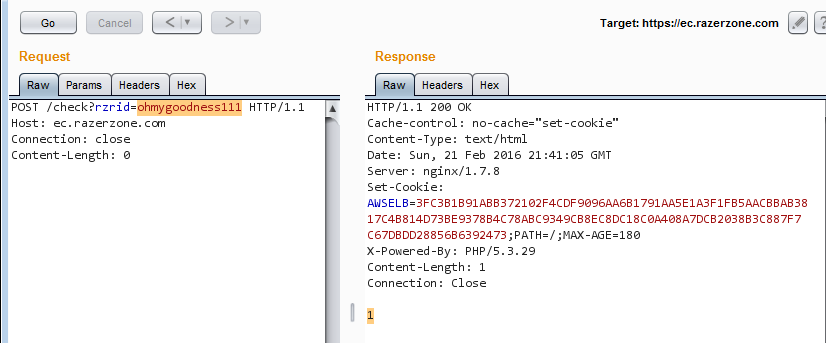 Go
Cancel
<
>
Target: https://ec.razerzone.com
?
Request
Response
Raw
Params
Headers
Hex
Raw
Headers
Hex
POST /check?rzrid=ohmygoodness111 HTTP/1.1
Host: ec.razerzone.com
Connection: close
Content-Length: 0
HTTP/1.1 200 OK
Cache-control: no-cache="set-cookie"
Content-Type: text/html
Date: Sun, 21 Feb 2016 21:41:05 GMT
Server: nginx/1.7.8
Set-Cookie:
AWSELB=3FC3B1B91ABB372102F4CDF9096AA6B1791AA5E1A3F1FB5AACBBAB38
17C4B814D73BE9378B4C78ABC9349CB8EC8DC18C0A408A7DCB2038B3C887F7
C67DBDD28856B6392473;PATH=/;MAX-AGE=180
X-Powered-By: PHP/5.3.29
Content-Length: 1
Connection: Close
1